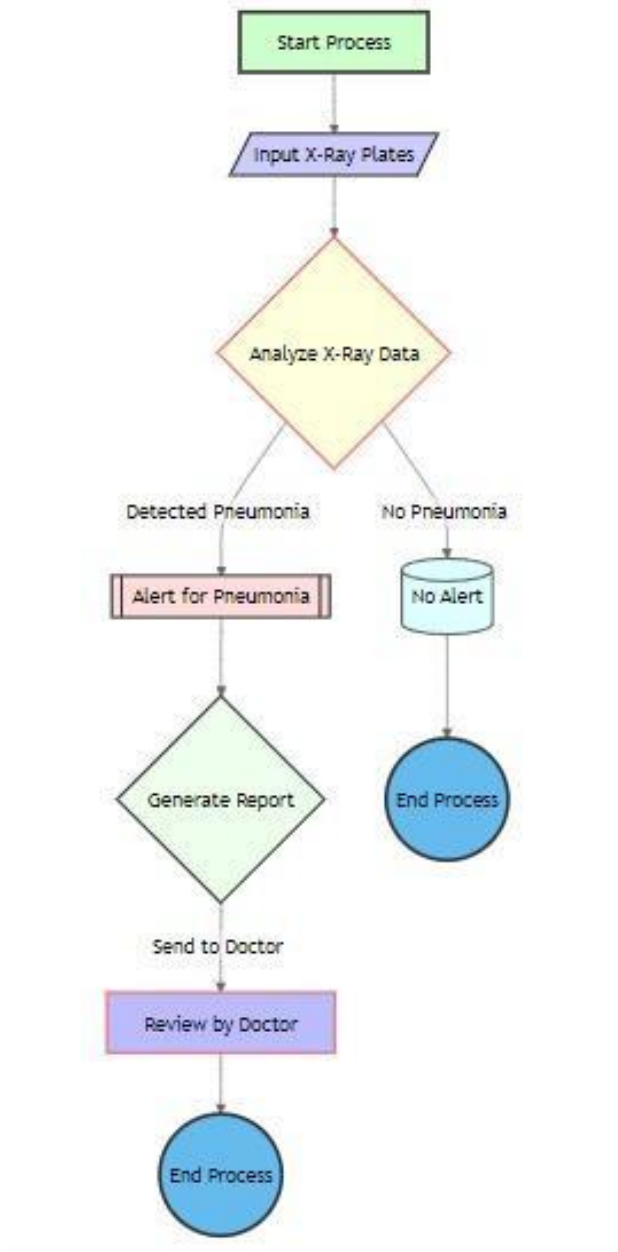 Start Process
Input X-Ray Plates
Analyze X-Ray Data
Detected Pneumonia
No Pneumonia
Alert for Pneumonia
No Alert
Generate Report
End Process
Send to Doctor
Review by Doctor
End Process